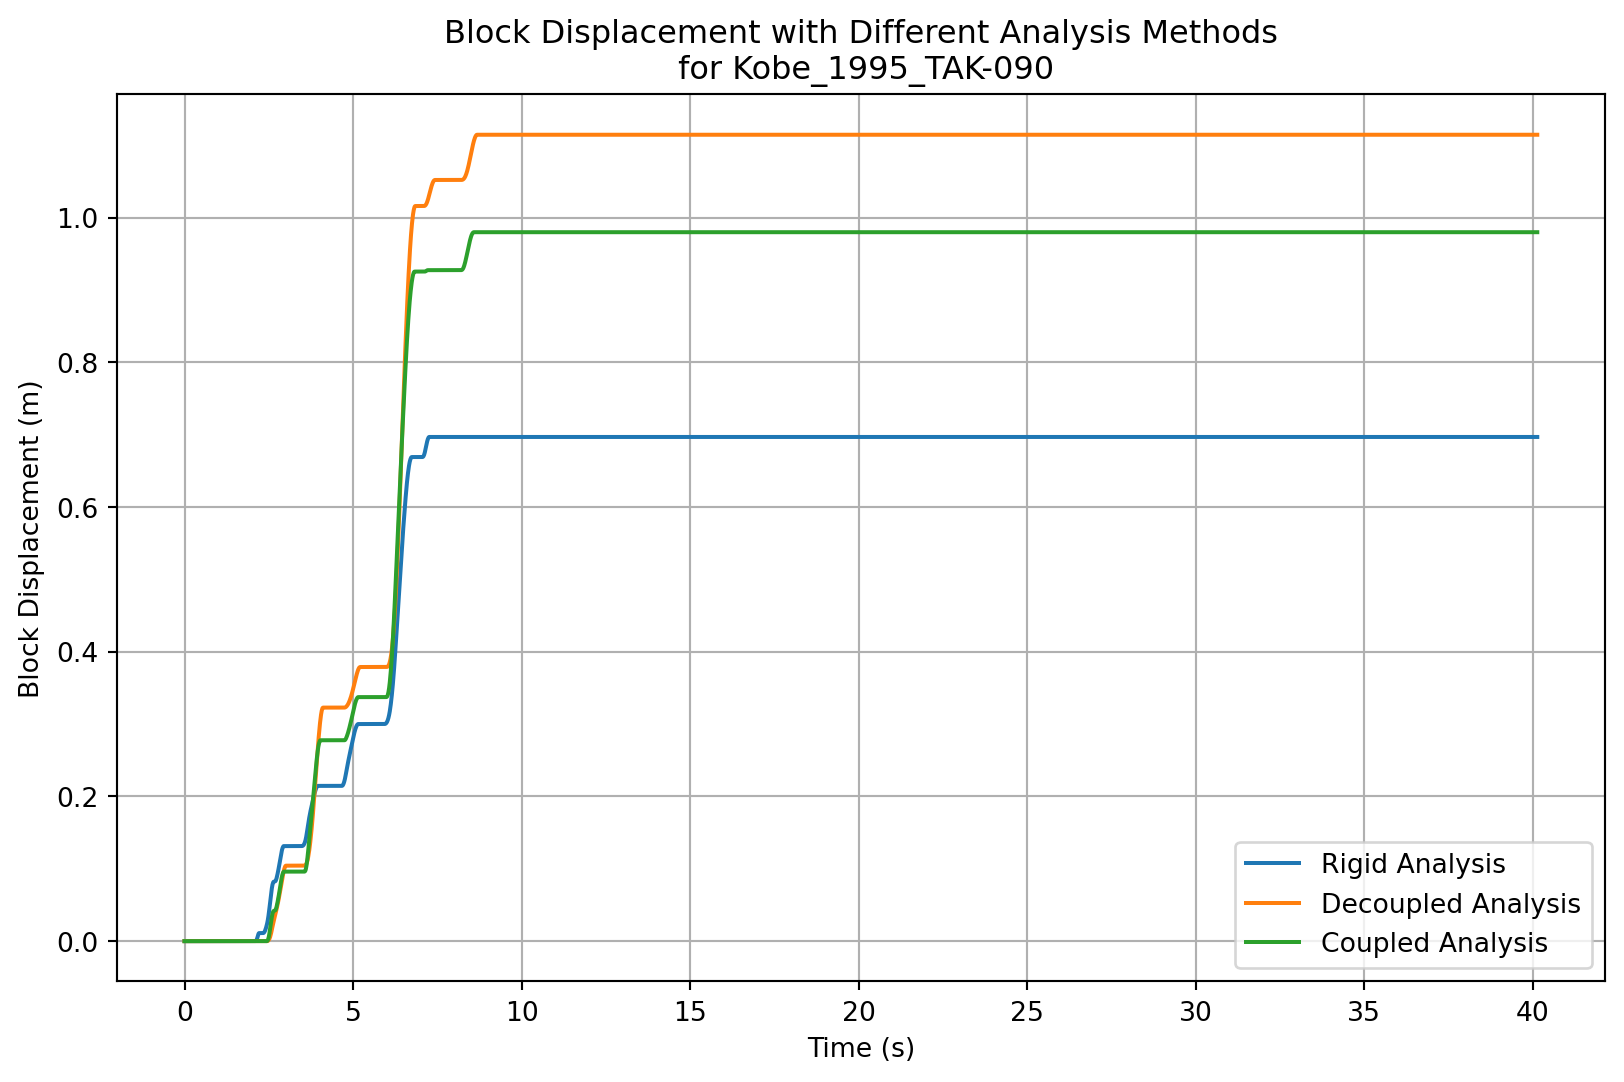 Block Displacement with Different Analysis Methods
for Kobe_1995_TAK-090
Block Displacement (m)
1.0
0.8
0.6
0.4
0.2
0.0
Rigid Analysis
Decoupled Analysis
Coupled Analysis
0 5 10 15 20 25 30 35 40
Time (s)